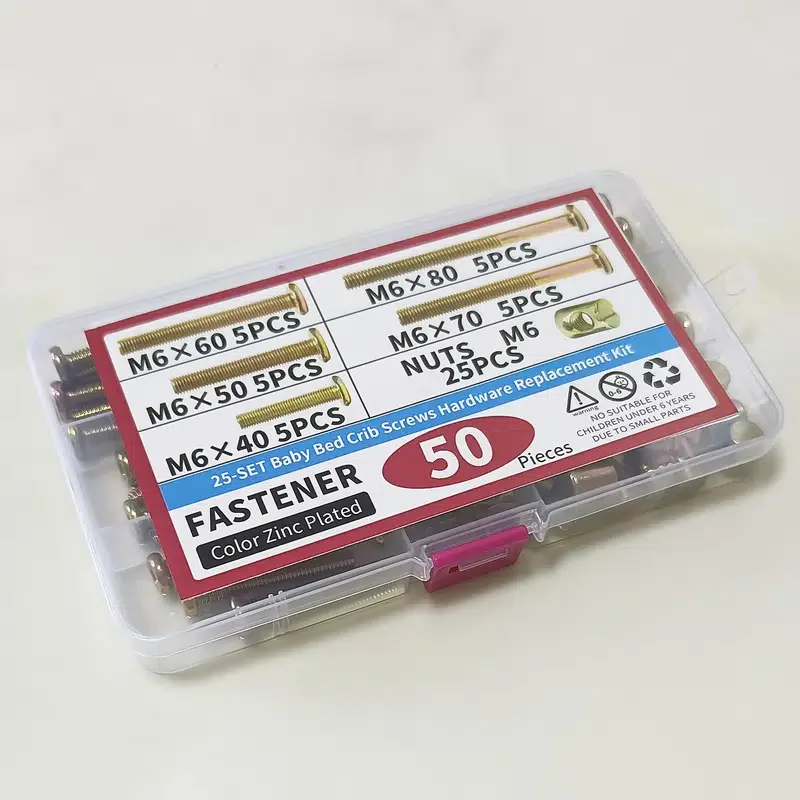 M6×80 5PCS
M6×60 5PCS
M6×70 5PCS
M6×50 5PCS
NUTS M6
25PCS
M6×40 5PCS
25-SET Baby Bed Crib Screws Hardware Replacement Kit
FASTENER
50
Pieces
Color Zinc Plated
warning
0-6
NO SUITABLE FOR
CHILDREN UNDER 6 YEARS
DUE TO SMALL PARTS